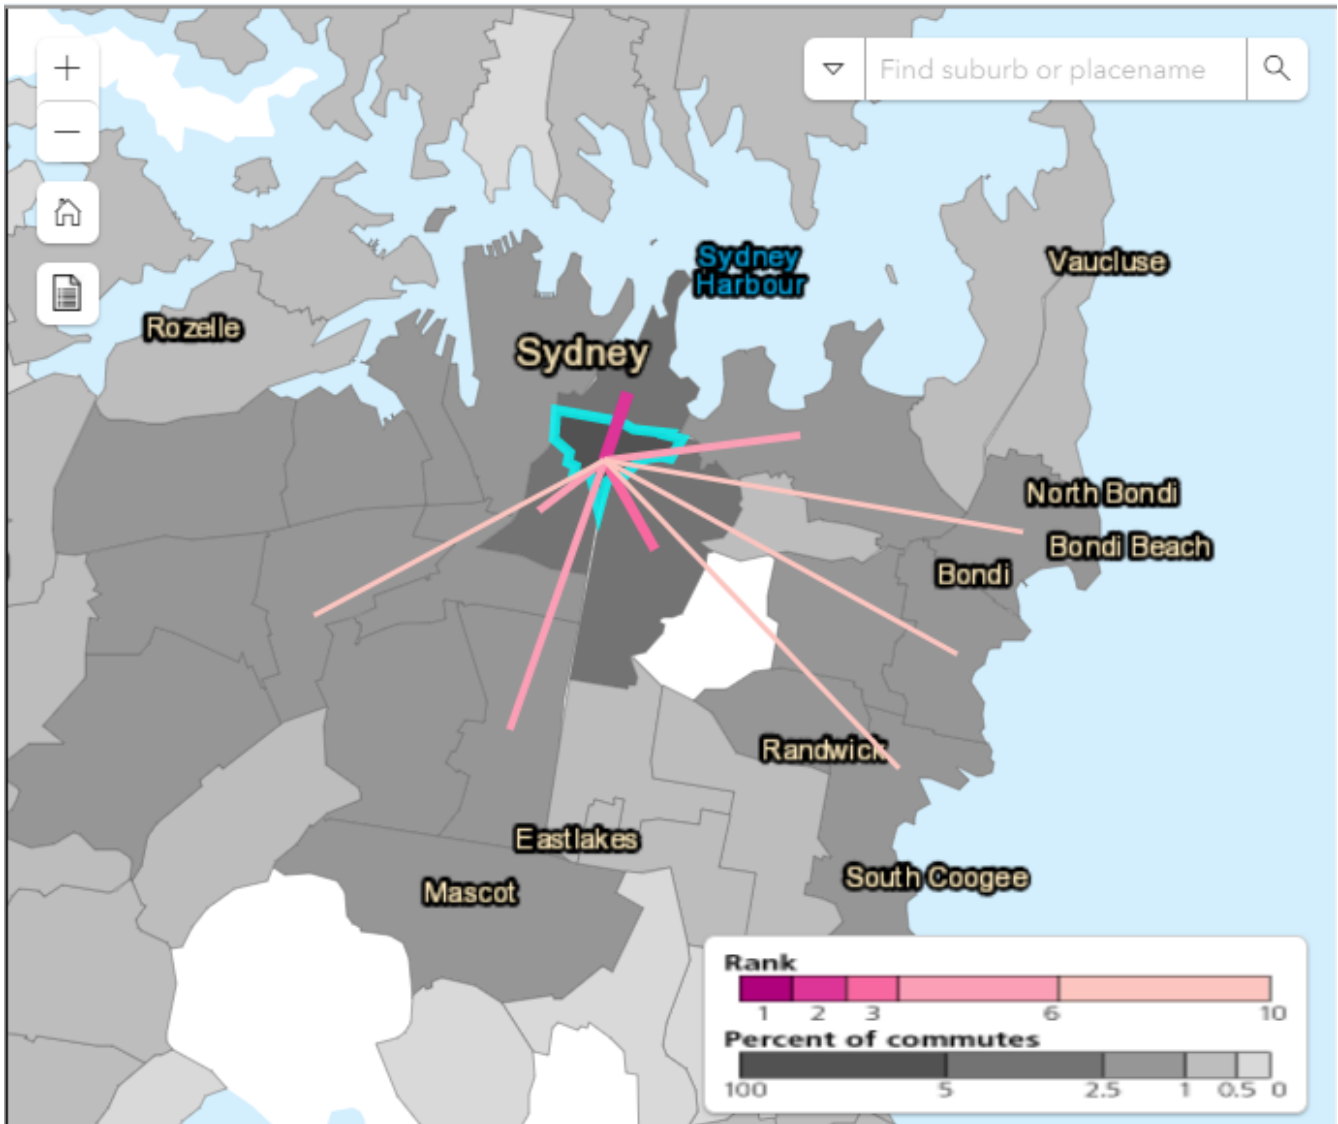 Find suburb or placename
Sydney
Harbour
Vaucluse
Rozelle
Sydney
North Bondi
Bondi Beach
Bondi
Randwick
Eastlakes
South Coogee
Mascot
Rank
1 2 3 6 10
Percent of commutes
100 5 2.5 1 0.5 0